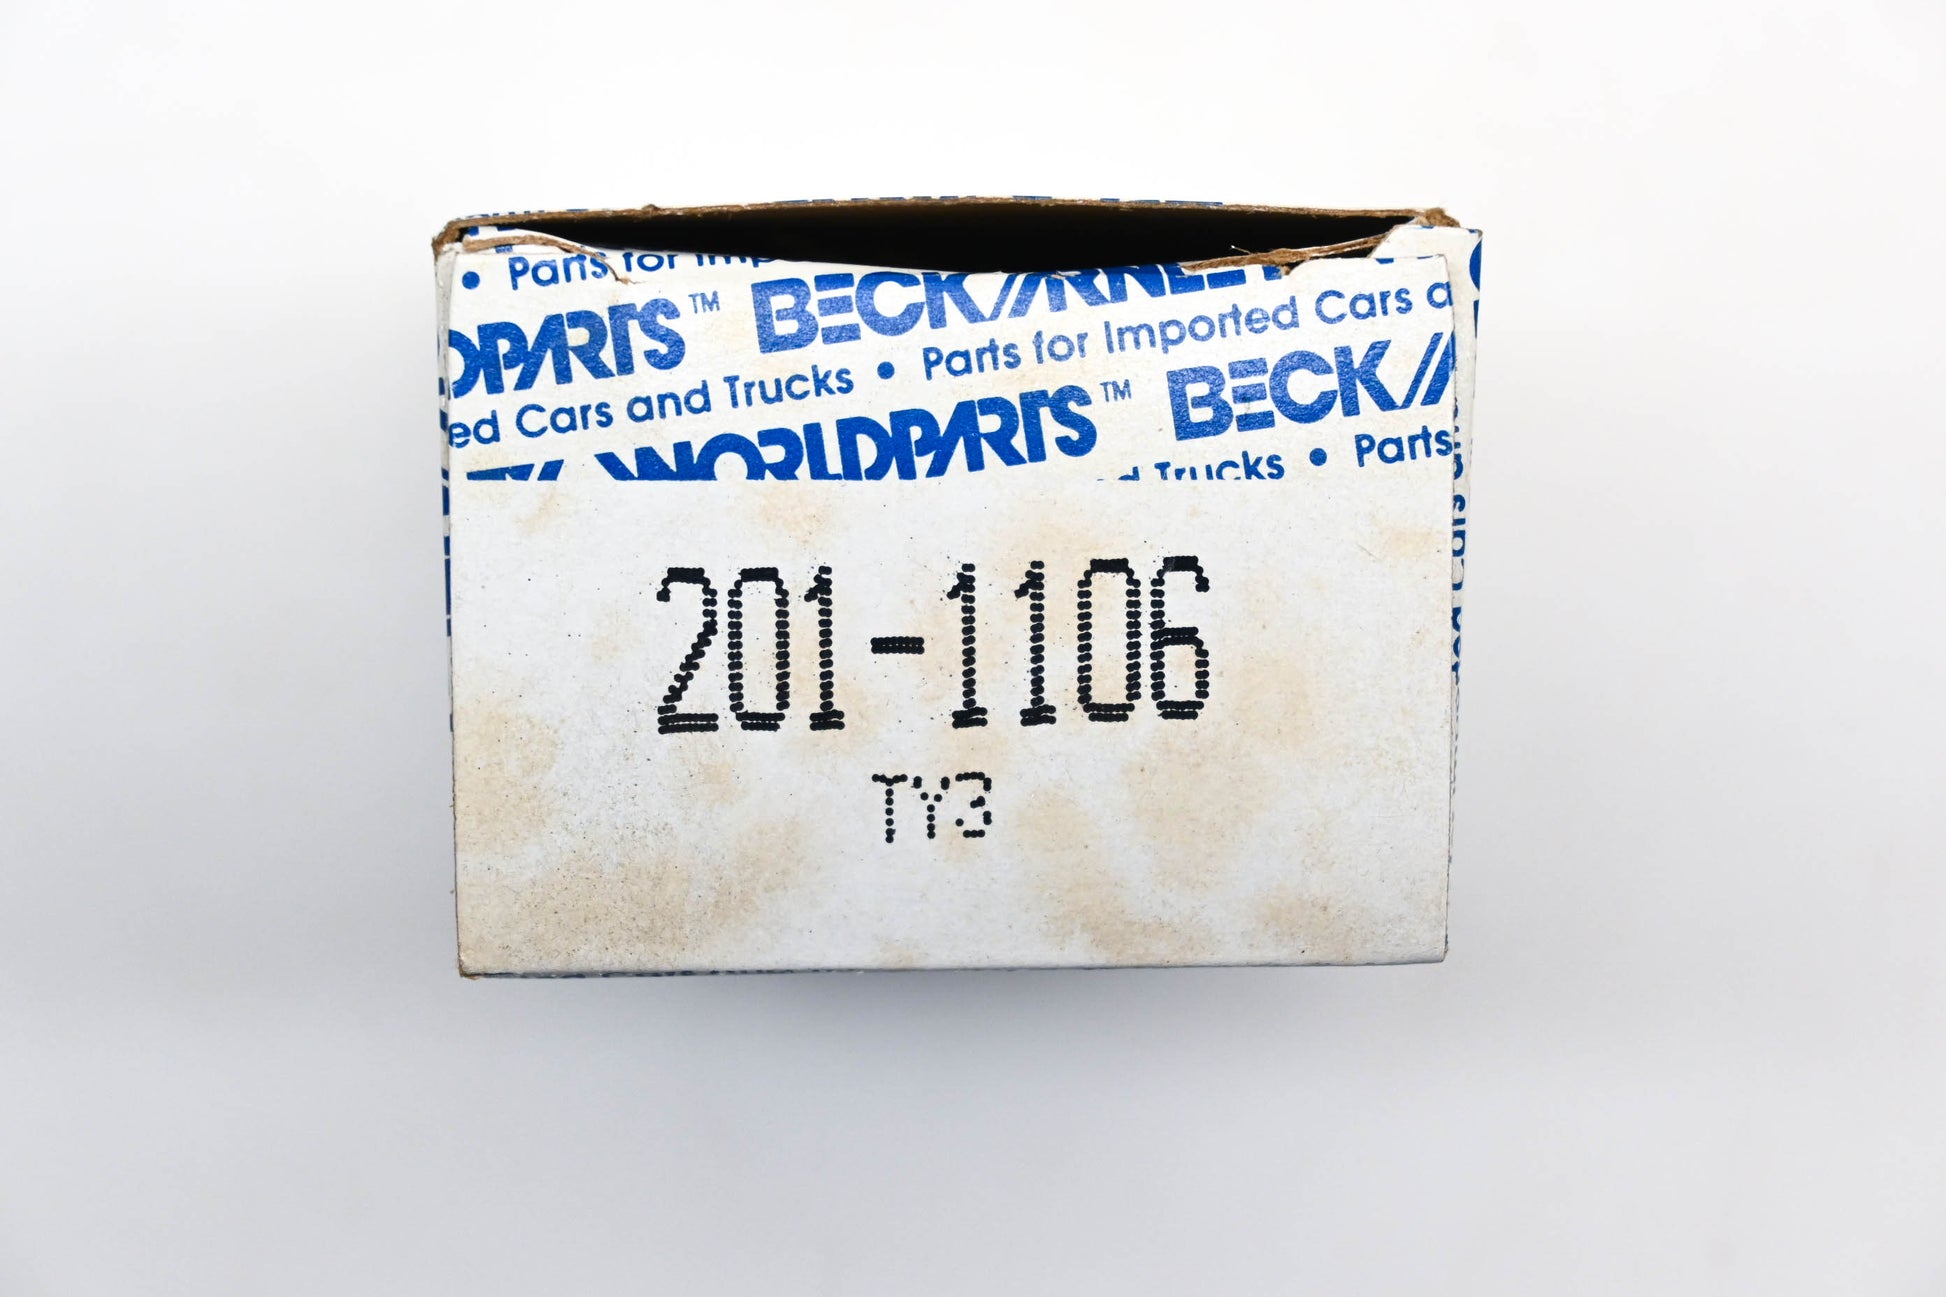 • Parts for Imp
DPARTS™ BECK/ARNLEY
ed Cars and Trucks • Parts for Imported Cars a
WORLDPARTS™ BECK/A
d Trucks • Parts
201-1106
TY3